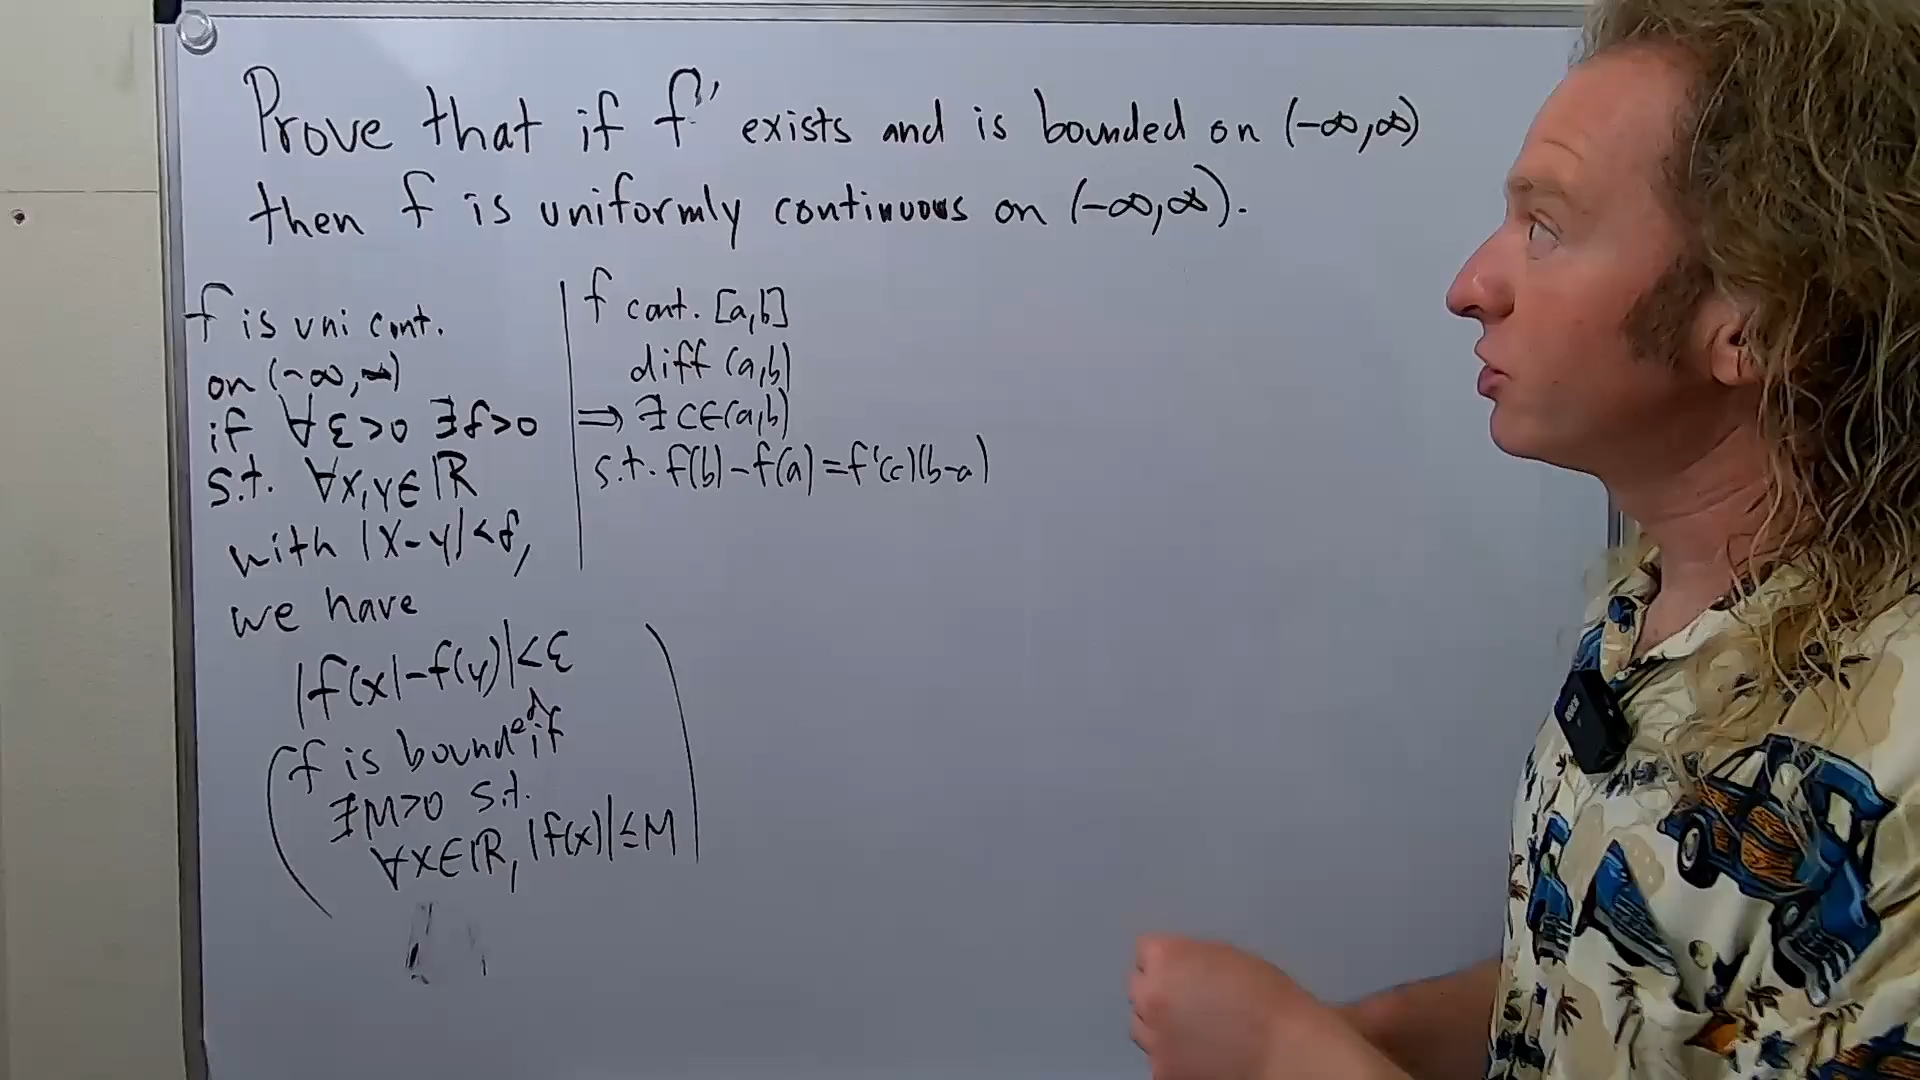 Prove that if f' exists and is bounded on (-∞,∞)
then f is uniformly continuous on (-∞,∞).
f is uni cont.
on (-∞,∞)
if ∀ε>0 ∃δ>0
s.t. ∀x,y∈ℝ
with |x-y|<δ,
we have
|f(x)-f(y)|<ε
(f is bounded if
∃M>0 s.t.
∀x∈ℝ, |f(x)|≤M)
f cont. [a,b]
diff (a,b)
⟹ ∃ c∈(a,b)
s.t. f(b)-f(a)=f'(c)(b-a)